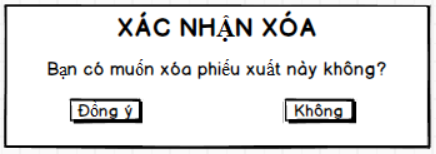 XÁC NHẬN XÓA
Bạn có muốn xóa phiếu xuất này không?
Đồng ý
Không